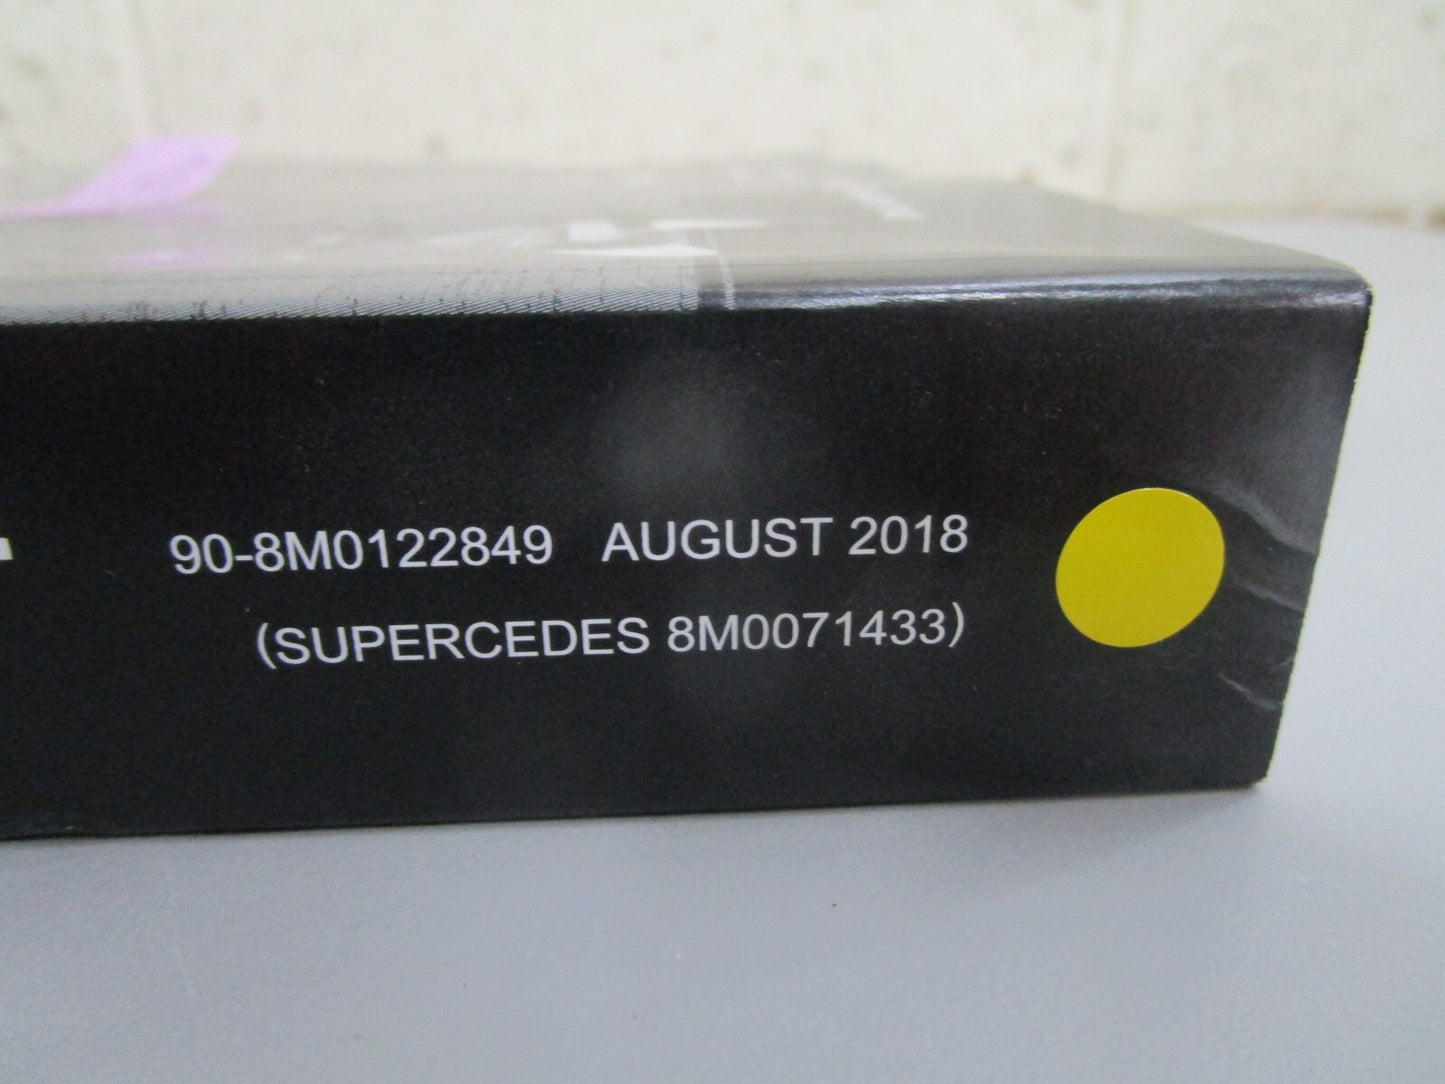 90-8M0122849 AUGUST 2018
(SUPERCEDES 8M0071433)